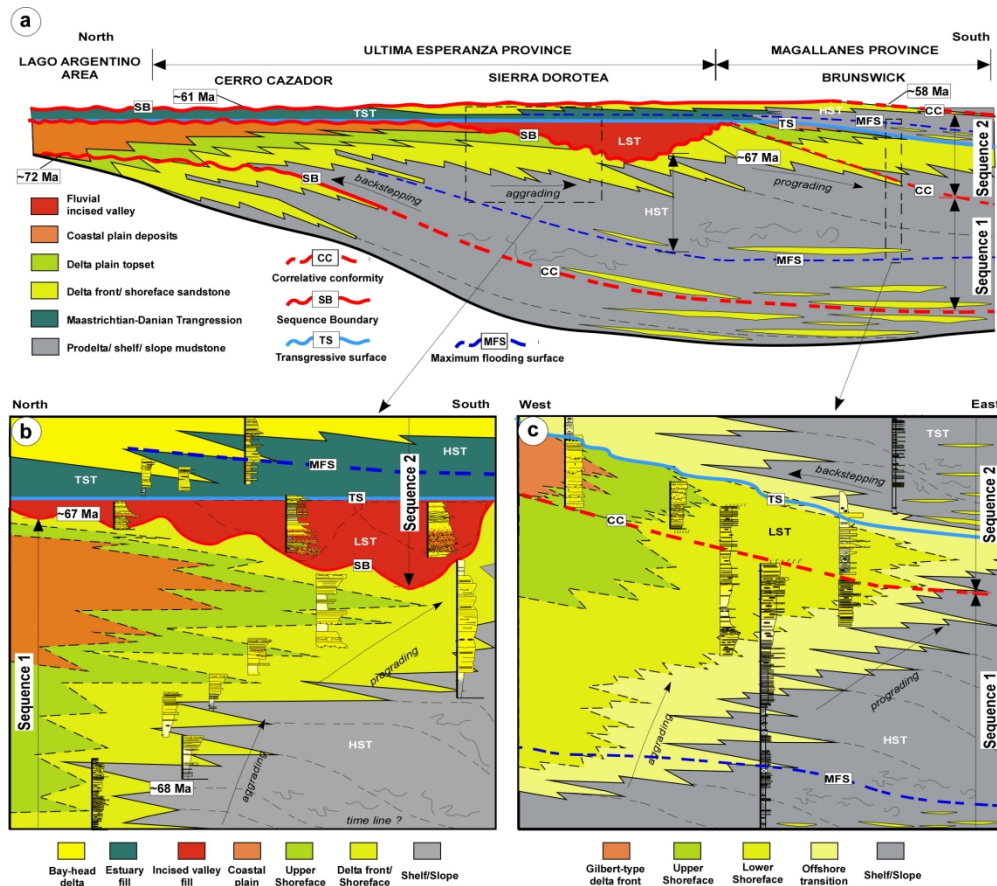 a
North
South
ULTIMA ESPERANZA PROVINCE
MAGALLANES PROVINCE
LAGO ARGENTINO
AREA
CERRO CAZADOR
SIERRA DOROTEA
BRUNSWICK
~61 Ma
~58 Ma
SB
TST
HST
CC
MFS
TS
SB
LST
~67 Ma
~72 Ma
SB
backstepping
aggrading
prograding
CC
HST
MFS
CC
Sequence 2
Sequence 1
Fluvial
incised valley
Coastal plain deposits
Delta plain topset
Delta front/ shoreface sandstone
Maastrichtian-Danian Trangression
Prodelta/ shelf/ slope mudstone
CC
Correlative conformity
SB
Sequence Boundary
TS
Transgressive surface
MFS
Maximum flooding surface
b
North
South
MFS
HST
TST
TS
~67 Ma
LST
SB
Sequence 2
Sequence 1
prograding
aggrading
HST
~68 Ma
time line ?
Bay-head
delta
Estuary
fill
Incised valley
fill
Coastal
plain
Upper
Shoreface
Delta front/
Shoreface
Shelf/Slope
c
West
East
TST
backstepping
TS
CC
LST
Sequence 2
Sequence 1
prograding
aggrading
HST
MFS
Gilbert-type
delta front
Upper
Shoreface
Lower
Shoreface
Offshore
transition
Shelf/Slope